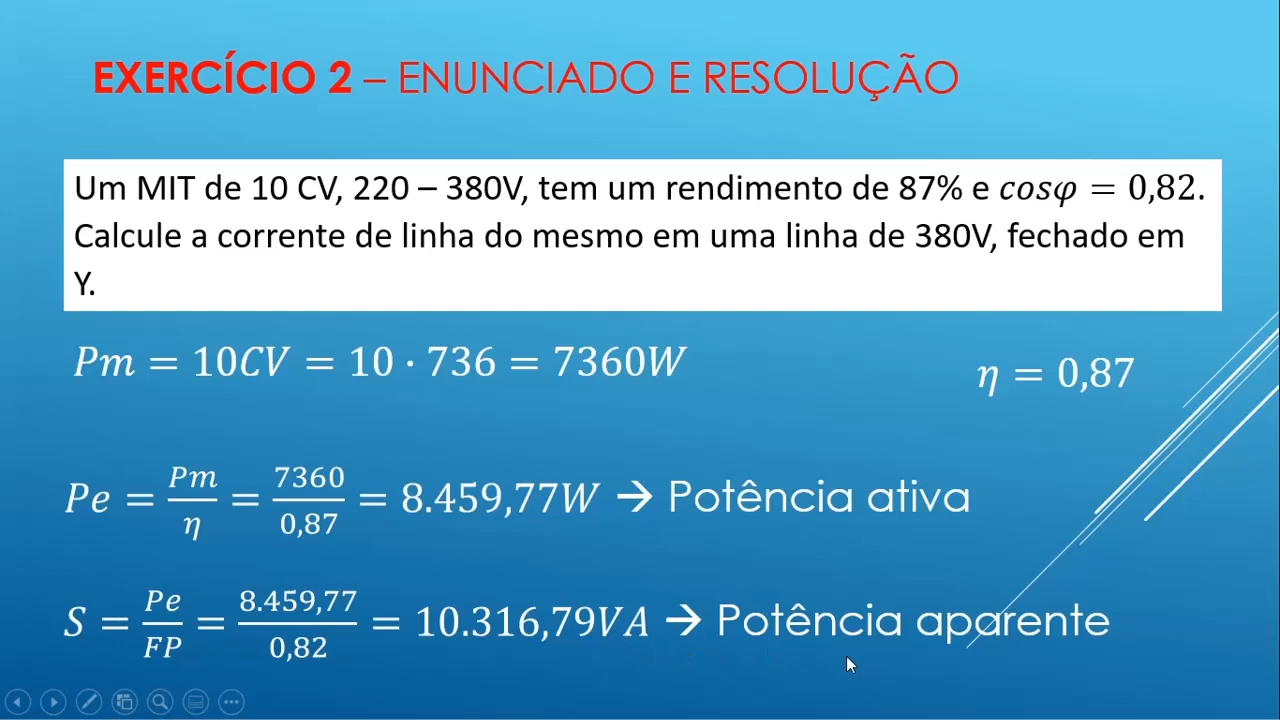 EXERCÍCIO 2 – ENUNCIADO E RESOLUÇÃO
Um MIT de 10 CV, 220 – 380V, tem um rendimento de 87% e cosφ = 0,82.
Calcule a corrente de linha do mesmo em uma linha de 380V, fechado em
Y.
Pm = 10CV = 10 · 736 = 7360W
η = 0,87
Pe = Pm/η = 7360/0,87 = 8.459,77W → Potência ativa
S = Pe/FP = 8.459,77/0,82 = 10.316,79VA → Potência aparente